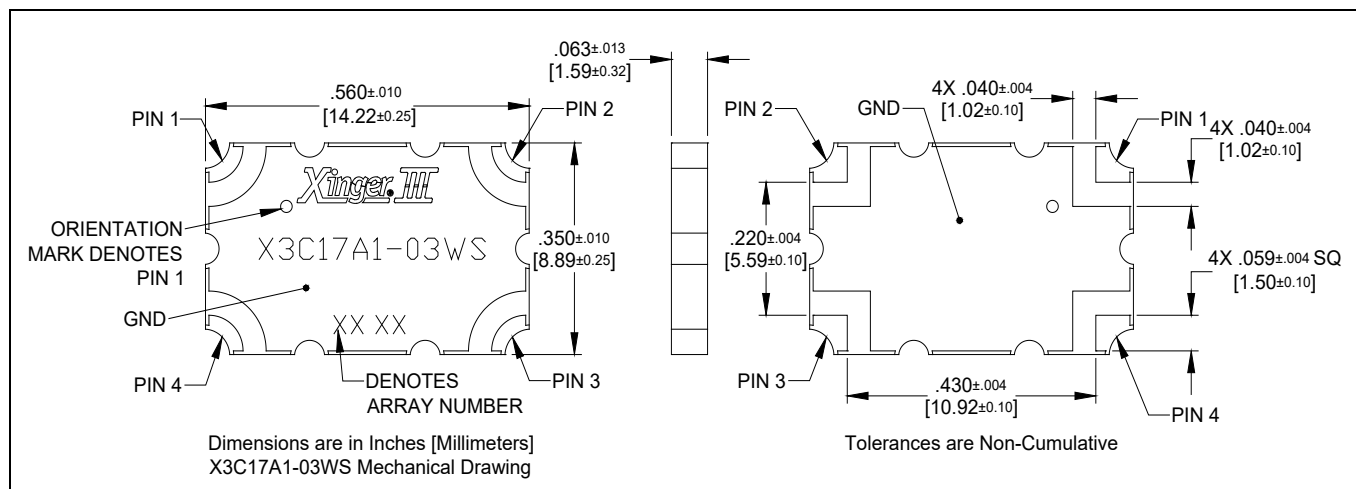 .560±.010
[14.22±0.25]
PIN 1
PIN 2
Xinger® III
ORIENTATION
MARK DENOTES
PIN 1
X3C17A1-03WS
GND
XX XX
PIN 4
PIN 3
DENOTES
ARRAY NUMBER
.350±.010
[8.89±0.25]
Dimensions are in Inches [Millimeters]
X3C17A1-03WS Mechanical Drawing
.063±.013
[1.59±0.32]
PIN 2
GND
4X .040±.004
[1.02±0.10]
PIN 1
4X .040±.004
[1.02±0.10]
.220±.004
[5.59±0.10]
4X .059±.004 SQ
[1.50±0.10]
PIN 3
.430±.004
[10.92±0.10]
PIN 4
Tolerances are Non-Cumulative